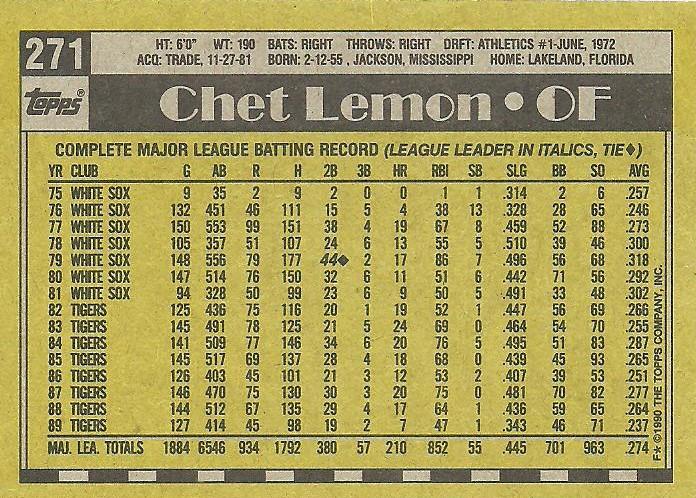 271
HT: 6'0" WT: 190 BATS: RIGHT THROWS: RIGHT DRFT: ATHLETICS #1-JUNE, 1972
ACQ: TRADE, 11-27-81 BORN: 2-12-55 , JACKSON, MISSISSIPPI HOME: LAKELAND, FLORIDA
Topps®
Chet Lemon • OF
COMPLETE MAJOR LEAGUE BATTING RECORD (LEAGUE LEADER IN ITALICS, TIE♦)
YR CLUB G AB R H 2B 3B HR RBI SB SLG BB SO AVG
75 WHITE SOX 9 35 2 9 2 0 0 1 1 .314 2 6 .257
76 WHITE SOX 132 451 46 111 15 5 4 38 13 .328 28 65 .246
77 WHITE SOX 150 553 99 151 38 4 19 67 8 .459 52 88 .273
78 WHITE SOX 105 357 51 107 24 6 13 55 5 .510 39 46 .300
79 WHITE SOX 148 556 79 177 44♦ 2 17 86 7 .496 56 68 .318
80 WHITE SOX 147 514 76 150 32 6 11 51 6 .442 71 56 .292
81 WHITE SOX 94 328 50 99 23 6 9 50 5 .491 33 48 .302
82 TIGERS 125 436 75 116 20 1 19 52 1 .447 56 69 .266
83 TIGERS 145 491 78 125 21 5 24 69 0 .464 54 70 .255
84 TIGERS 141 509 77 146 34 6 20 76 5 .495 51 83 .287
85 TIGERS 145 517 69 137 28 4 18 68 0 .439 45 93 .265
86 TIGERS 126 403 45 101 21 3 12 53 2 .407 39 53 .251
87 TIGERS 146 470 75 130 30 3 20 75 0 .481 70 82 .277
88 TIGERS 144 512 67 135 29 4 17 64 1 .436 59 65 .264
89 TIGERS 127 414 45 98 19 2 7 47 1 .343 46 71 .237
MAJ. LEA. TOTALS 1884 6546 934 1792 380 57 210 852 55 .445 701 963 .274
F★ ©1990 THE TOPPS COMPANY, INC.